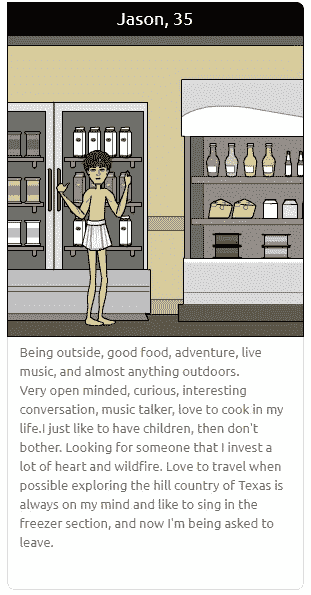 Jason, 35
Being outside, good food, adventure, live
music, and almost anything outdoors.
Very open minded, curious, interesting
conversation, music talker, love to cook in my
life.I just like to have children, then don't
bother. Looking for someone that I invest a
lot of heart and wildfire. Love to travel when
possible exploring the hill country of Texas is
always on my mind and like to sing in the
freezer section, and now I'm being asked to
leave.